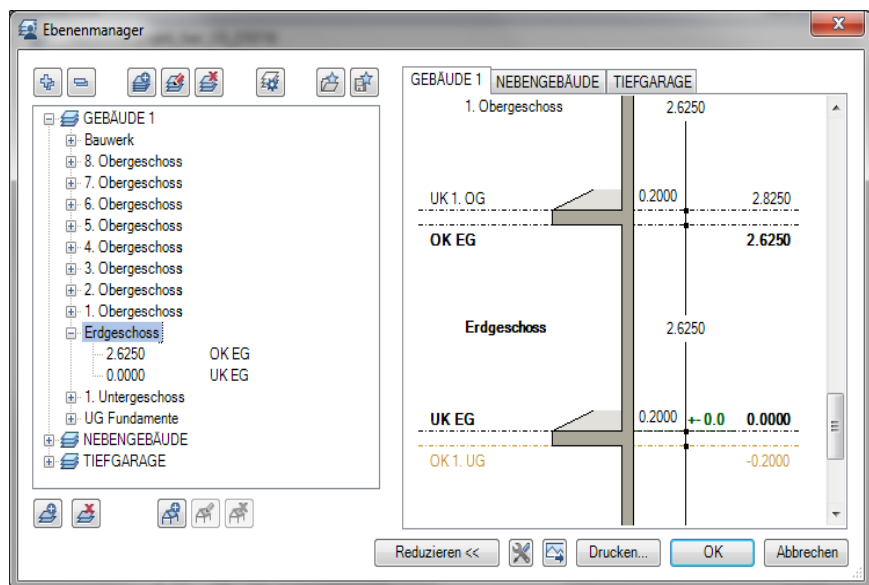 Ebenenmanager
GEBÄUDE 1
Bauwerk
8. Obergeschoss
7. Obergeschoss
6. Obergeschoss
5. Obergeschoss
4. Obergeschoss
3. Obergeschoss
2. Obergeschoss
1. Obergeschoss
Erdgeschoss
2.6250 OK EG
0.0000 UK EG
1. Untergeschoss
UG Fundamente
NEBENGEBÄUDE
TIEFGARAGE
GEBÄUDE 1 NEBENGEBÄUDE TIEFGARAGE
1. Obergeschoss 2.6250
UK 1. OG 0.2000 2.8250
OK EG 2.6250
Erdgeschoss 2.6250
UK EG 0.2000 +- 0.0 0.0000
OK 1. UG -0.2000
Reduzieren << Drucken... OK Abbrechen